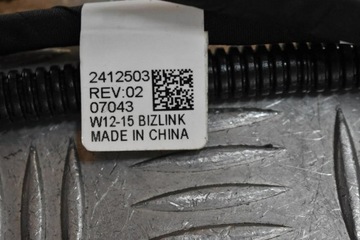 2412503
REV:02
07043
W12-15 BIZLINK
MADE IN CHINA